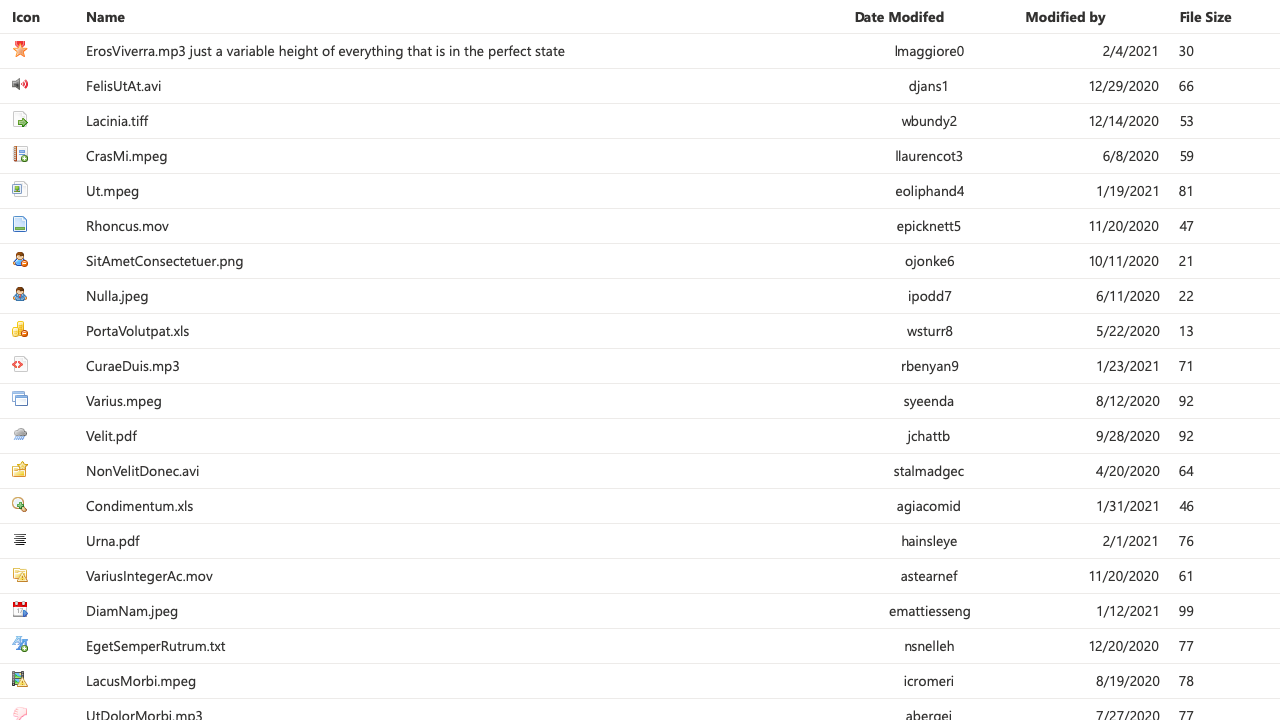 Icon Name Date Modifed Modified by File Size
ErosViverra.mp3 just a variable height of everything that is in the perfect state lmaggiore0 2/4/2021 30
FelisUtAt.avi djans1 12/29/2020 66
Lacinia.tiff wbundy2 12/14/2020 53
CrasMi.mpeg llaurencot3 6/8/2020 59
Ut.mpeg eoliphand4 1/19/2021 81
Rhoncus.mov epicknett5 11/20/2020 47
SitAmetConsectetuer.png ojonke6 10/11/2020 21
Nulla.jpeg ipodd7 6/11/2020 22
PortaVolutpat.xls wsturr8 5/22/2020 13
CuraeDuis.mp3 rbenyan9 1/23/2021 71
Varius.mpeg syeenda 8/12/2020 92
Velit.pdf jchattb 9/28/2020 92
NonVelitDonec.avi stalmadgec 4/20/2020 64
Condimentum.xls agiacomid 1/31/2021 46
Urna.pdf hainsleye 2/1/2021 76
VariusIntegerAc.mov astearnef 11/20/2020 61
DiamNam.jpeg emattiesseng 1/12/2021 99
EgetSemperRutrum.txt nsnelleh 12/20/2020 77
LacusMorbi.mpeg icromeri 8/19/2020 78
UtDolorMorbi.mp3 abergej 7/27/2020 77